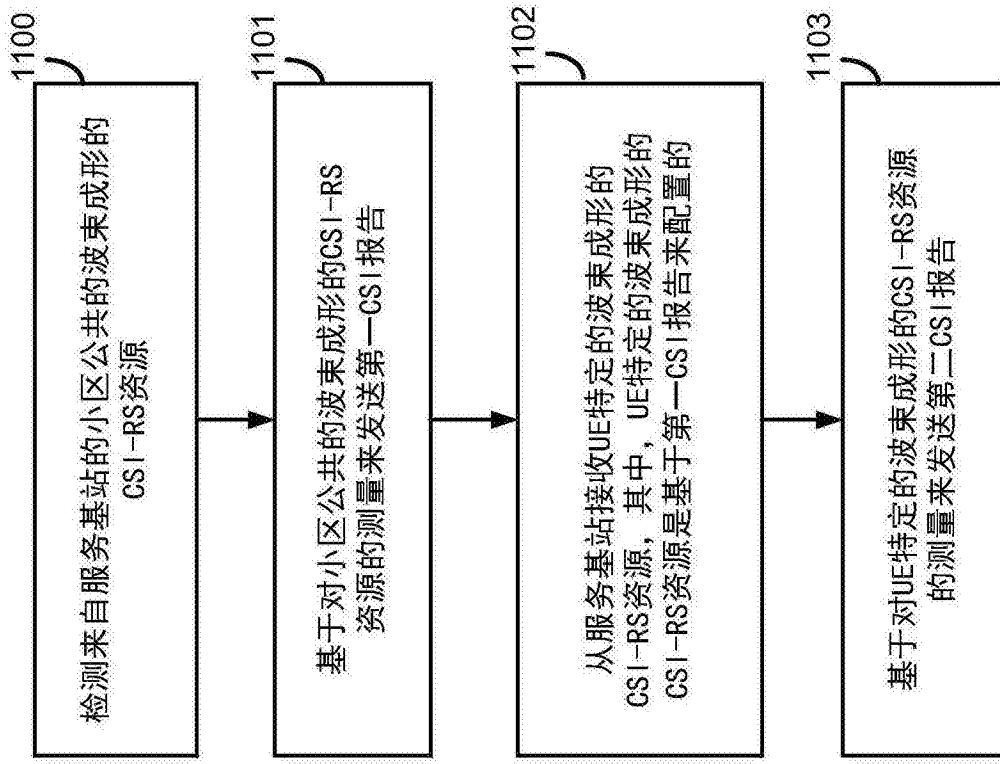 1100
检测来自服务基站的小区公共的波束成形的
CSI-RS资源
1101
基于对小区公共的波束成形的CSI-RS
资源的测量来发送第一CSI报告
1102
从服务基站接收UE特定的波束成形的
CSI-RS资源，其中，UE特定的波束成形的
CSI-RS资源是基于第一CSI报告来配置的
1103
基于对UE特定的波束成形的CSI-RS资源
的测量来发送第二CSI报告